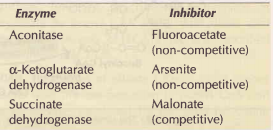 Enzyme Inhibitor
Aconitase Fluoroacetate
(non-competitive)
α-Ketoglutarate Arsenite
dehydrogenase (non-competitive)
Succinate Malonate
dehydrogenase (competitive)